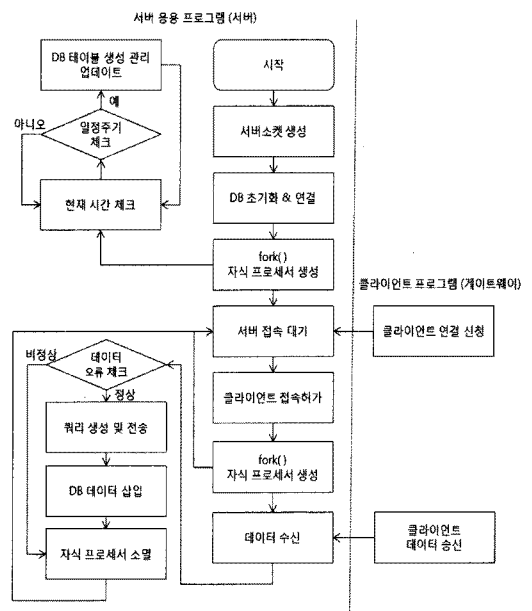 서버 응용 프로그램 (서버)
DB 테이블 생성 관리
업데이트
예
아니오
일정주기
체크
현재 시간 체크
시작
서버소켓 생성
DB 초기화 & 연결
fork( )
자식 프로세서 생성
클라이언트 프로그램 (게이트웨이)
서버 접속 대기
클라이언트 연결 신청
비정상
데이터
오류 체크
정상
클라이언트 접속허가
쿼리 생성 및 전송
fork( )
자식 프로세서 생성
DB 데이터 삽입
데이터 수신
클라이언트
데이터 송신
자식 프로세서 소멸